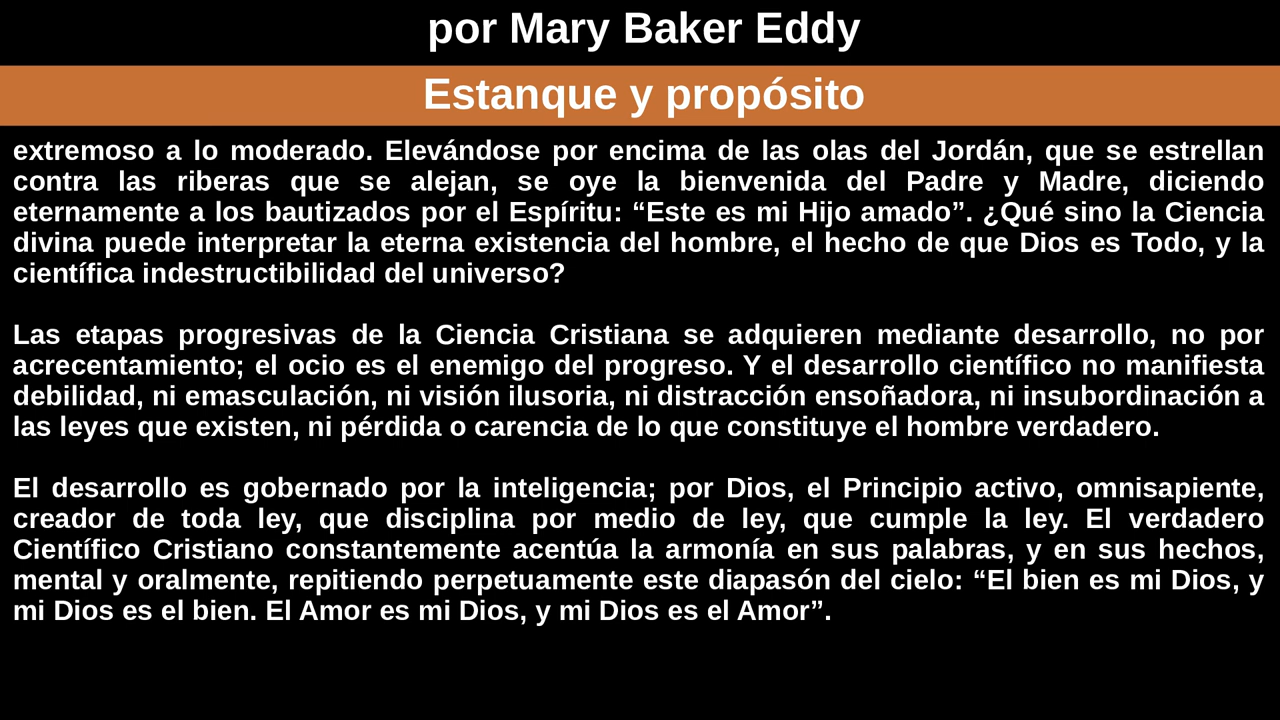 por Mary Baker Eddy
Estanque y propósito
extremoso a lo moderado. Elevándose por encima de las olas del Jordán, que se estrellan
contra las riberas que se alejan, se oye la bienvenida del Padre y Madre, diciendo
eternamente a los bautizados por el Espíritu: “Este es mi Hijo amado”. ¿Qué sino la Ciencia
divina puede interpretar la eterna existencia del hombre, el hecho de que Dios es Todo, y la
científica indestructibilidad del universo?
Las etapas progresivas de la Ciencia Cristiana se adquieren mediante desarrollo, no por
acrecentamiento; el ocio es el enemigo del progreso. Y el desarrollo científico no manifiesta
debilidad, ni emasculación, ni visión ilusoria, ni distracción ensoñadora, ni insubordinación a
las leyes que existen, ni pérdida o carencia de lo que constituye el hombre verdadero.
El desarrollo es gobernado por la inteligencia; por Dios, el Principio activo, omnisapiente,
creador de toda ley, que disciplina por medio de ley, que cumple la ley. El verdadero
Científico Cristiano constantemente acentúa la armonía en sus palabras, y en sus hechos,
mental y oralmente, repitiendo perpetuamente este diapasón del cielo: “El bien es mi Dios, y
mi Dios es el bien. El Amor es mi Dios, y mi Dios es el Amor”.